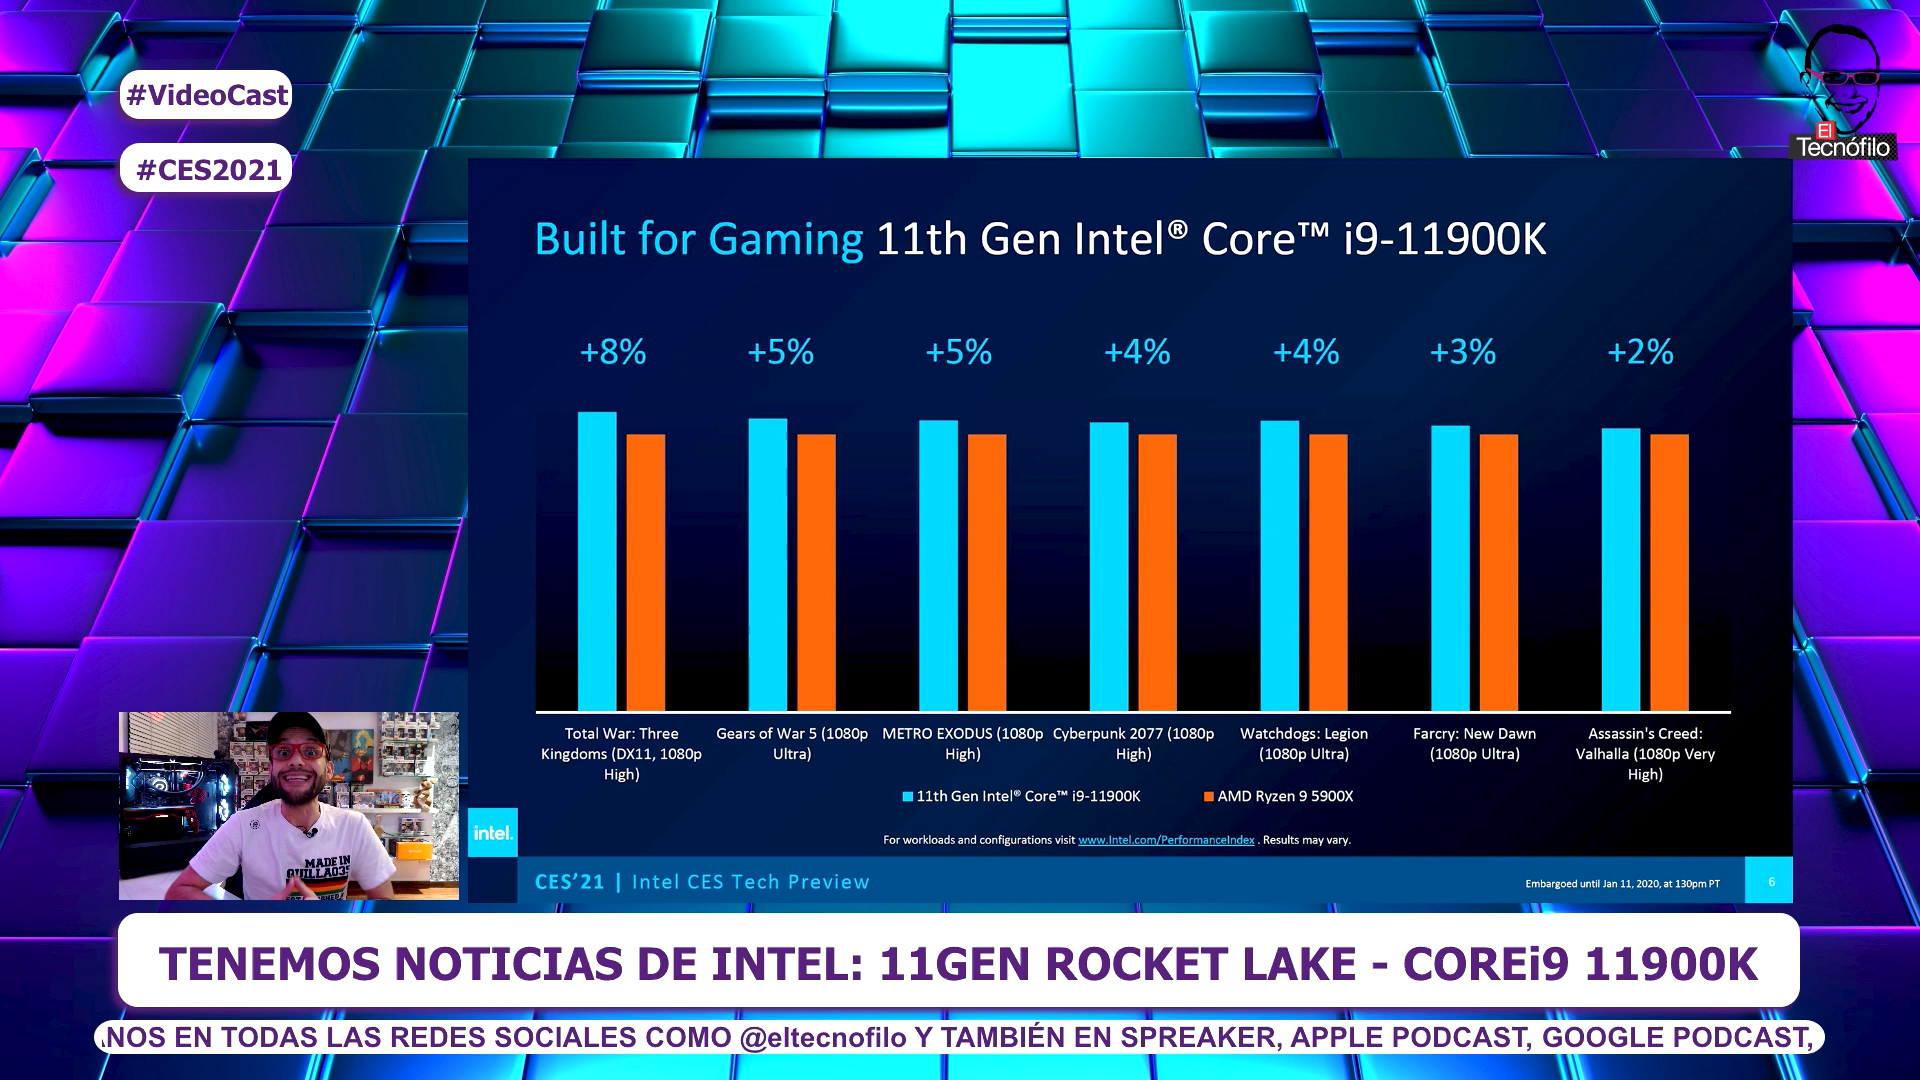 #VideoCast
#CES2021
El
Tecnófilo
Built for Gaming 11th Gen Intel® Core™ i9-11900K
+8% +5% +5% +4% +4% +3% +2%
Total War: Three
Kingdoms (DX11, 1080p
High)
Gears of War 5 (1080p
Ultra)
METRO EXODUS (1080p
High)
Cyberpunk 2077 (1080p
High)
Watchdogs: Legion
(1080p Ultra)
Farcry: New Dawn
(1080p Ultra)
Assassin's Creed:
Valhalla (1080p Very
High)
11th Gen Intel® Core™ i9-11900K AMD Ryzen 9 5900X
For workloads and configurations visit www.Intel.com/PerformanceIndex . Results may vary.
intel.
CES’21 | Intel CES Tech Preview
Embargoed until Jan 11, 2020, at 130pm PT
6
MADE IN
QUILLA035
TENEMOS NOTICIAS DE INTEL: 11GEN ROCKET LAKE - COREi9 11900K
NOS EN TODAS LAS REDES SOCIALES COMO @eltecnofilo Y TAMBIÉN EN SPREAKER, APPLE PODCAST, GOOGLE PODCAST,